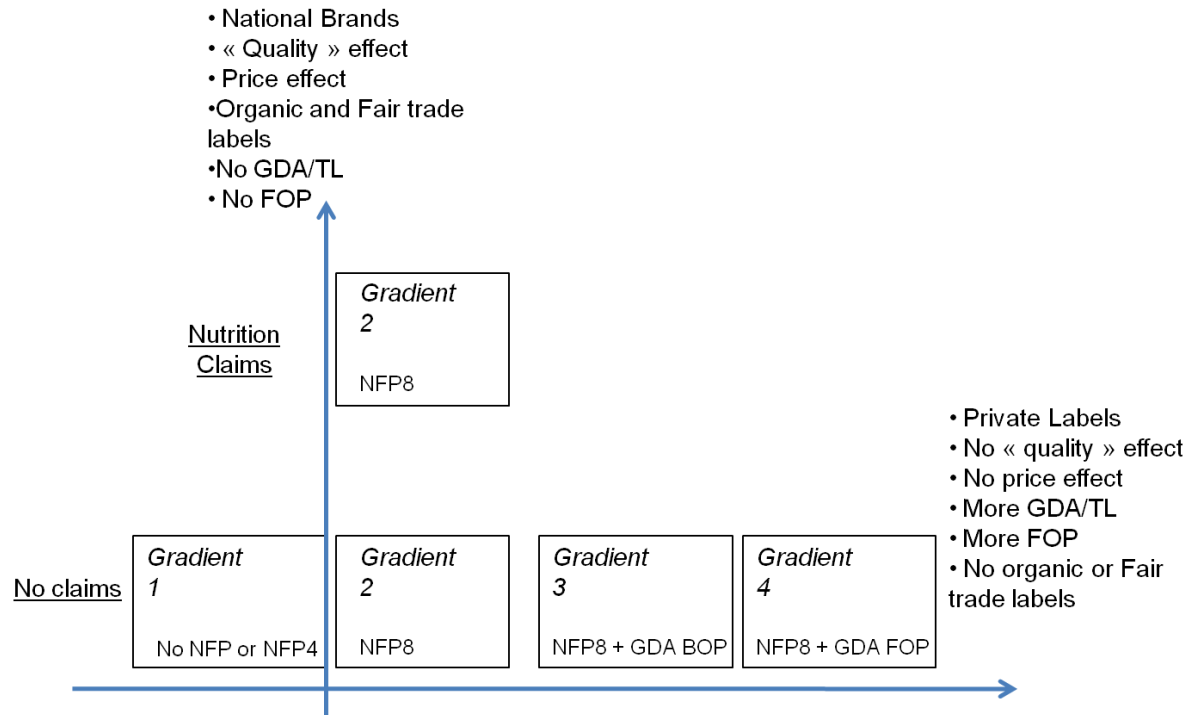 • National Brands
• « Quality » effect
• Price effect
•Organic and Fair trade
labels
•No GDA/TL
• No FOP
Nutrition
Claims
Gradient
2
NFP8
• Private Labels
• No « quality » effect
• No price effect
• More GDA/TL
• More FOP
• No organic or Fair
trade labels
No claims
Gradient
1
No NFP or NFP4
Gradient
2
NFP8
Gradient
3
NFP8 + GDA BOP
Gradient
4
NFP8 + GDA FOP